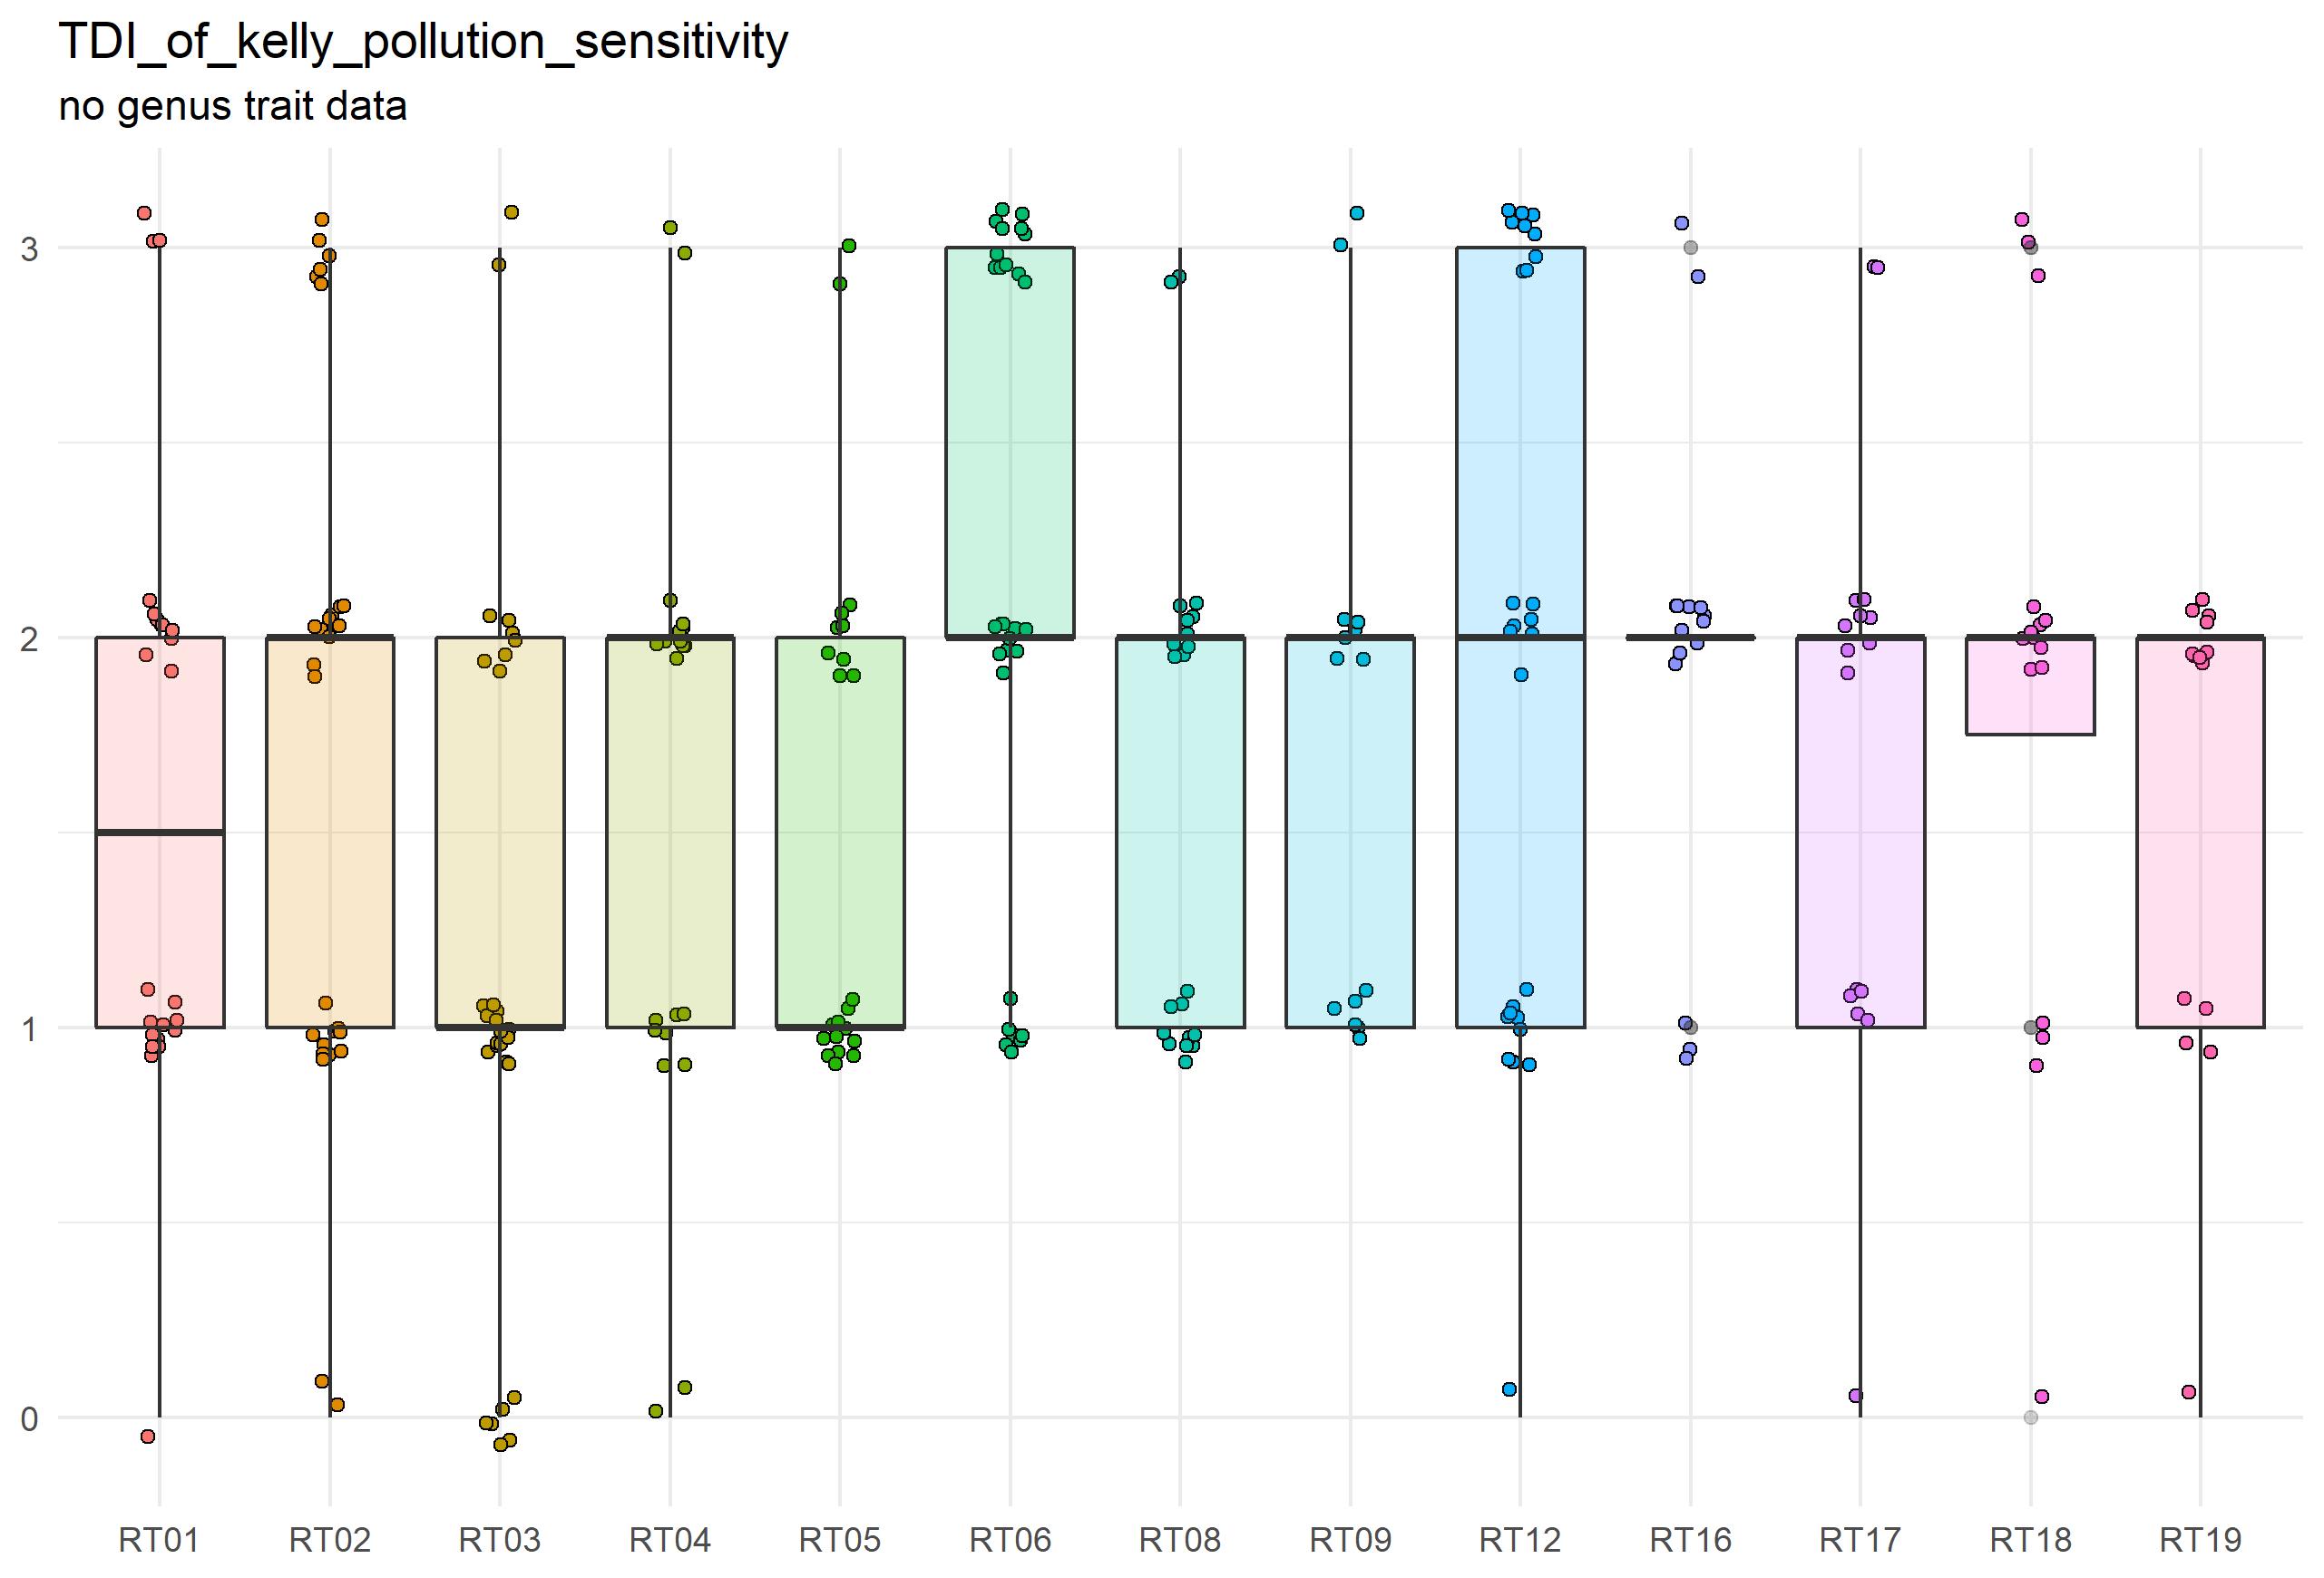 TDI_of_kelly_pollution_sensitivity
no genus trait data
3
2
1
0
RT01 RT02 RT03 RT04 RT05 RT06 RT08 RT09 RT12 RT16 RT17 RT18 RT19